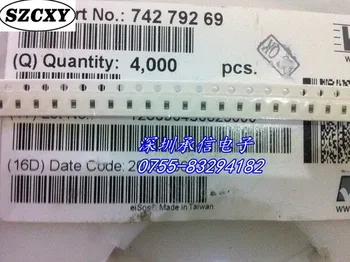 SZCXY
rt No.: 742 792 69
(Q) Quantity: 4,000 pcs.
深圳承信电子
(16D) Date Code: 2
0755-83294182
eiSos, Made in Taiwan